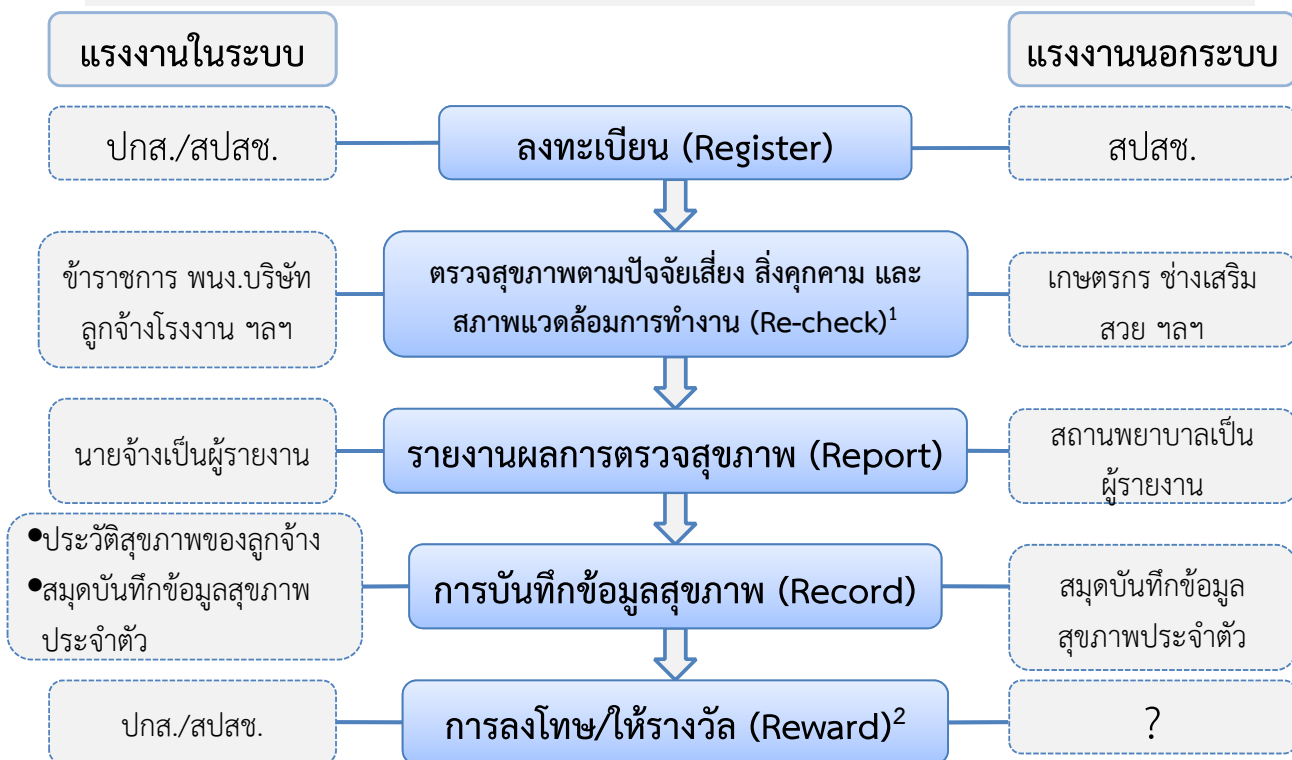 แรงงานในระบบ
แรงงานนอกระบบ
ปกส./สปสช.
ลงทะเบียน (Register)
สปสช.
ข้าราชการ พนง.บริษัท
ลูกจ้างโรงงาน ฯลฯ
ตรวจสุขภาพตามปัจจัยเสี่ยง สิ่งคุกคาม และ
สภาพแวดล้อมการทำงาน (Re-check)¹
เกษตรกร ช่างเสริม
สวย ฯลฯ
นายจ้างเป็นผู้รายงาน
รายงานผลการตรวจสุขภาพ (Report)
สถานพยาบาลเป็น
ผู้รายงาน
•ประวัติสุขภาพของลูกจ้าง
•สมุดบันทึกข้อมูลสุขภาพ
ประจำตัว
การบันทึกข้อมูลสุขภาพ (Record)
สมุดบันทึกข้อมูล
สุขภาพประจำตัว
ปกส./สปสช.
การลงโทษ/ให้รางวัล (Reward)²
?